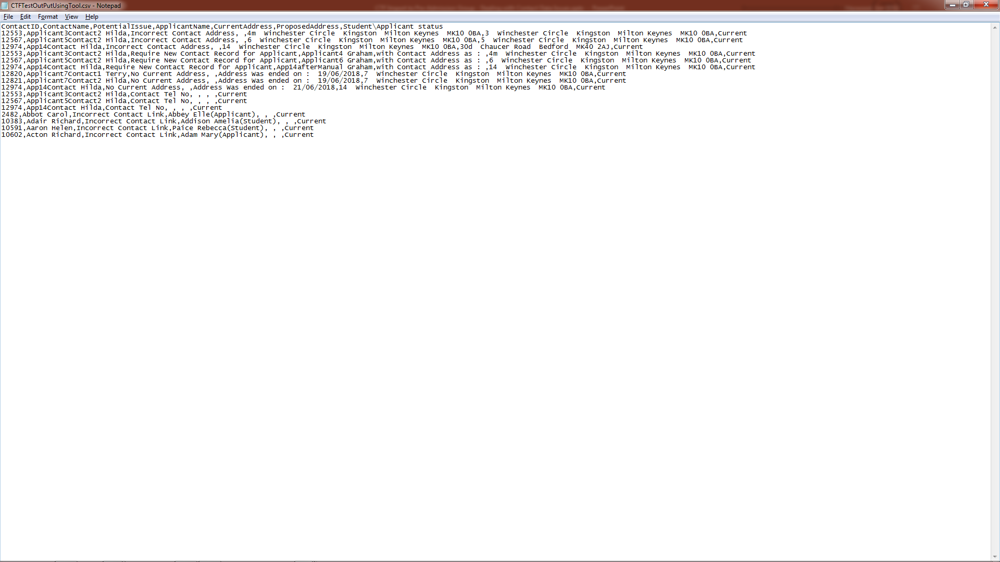 CTFTestOutPutUsingTool.csv - Notepad
File Edit Format View Help
ContactID,ContactName,PotentialIssue,ApplicantName,CurrentAddress,ProposedAddress,Student\Applicant status
12553,Applicant3Contact2 Hilda,Incorrect Contact Address, ,4m  Winchester Circle  Kingston  Milton Keynes  MK10 0BA,3  Winchester Circle  Kingston  Milton Keynes  MK10 0BA,Current
12567,Applicant5Contact2 Hilda,Incorrect Contact Address, ,6  Winchester Circle  Kingston  Milton Keynes  MK10 0BA,5  Winchester Circle  Kingston  Milton Keynes  MK10 0BA,Current
12974,App14Contact Hilda,Incorrect Contact Address, ,14  Winchester Circle  Kingston  Milton Keynes  MK10 0BA,30d  Chaucer Road  Bedford  MK40 2AJ,Current
12553,Applicant3Contact2 Hilda,Require New Contact Record for Applicant,Applicant4 Graham,with Contact Address as : ,4m  Winchester Circle  Kingston  Milton Keynes  MK10 0BA,Current
12567,Applicant5Contact2 Hilda,Require New Contact Record for Applicant,Applicant6 Graham,with Contact Address as : ,6  Winchester Circle  Kingston  Milton Keynes  MK10 0BA,Current
12974,App14Contact Hilda,Require New Contact Record for Applicant,App14afterManual Graham,with Contact Address as : ,14  Winchester Circle  Kingston  Milton Keynes  MK10 0BA,Current
12820,Applicant7Contact1 Terry,No Current Address, ,Address Was ended on :  19/06/2018,7  Winchester Circle  Kingston  Milton Keynes  MK10 0BA,Current
12821,Applicant7Contact2 Hilda,No Current Address, ,Address Was ended on :  19/06/2018,7  Winchester Circle  Kingston  Milton Keynes  MK10 0BA,Current
12974,App14Contact Hilda,No Current Address, ,Address Was ended on :  21/06/2018,14  Winchester Circle  Kingston  Milton Keynes  MK10 0BA,Current
12553,Applicant3Contact2 Hilda,Contact Tel No, , , ,Current
12567,Applicant5Contact2 Hilda,Contact Tel No, , , ,Current
12974,App14Contact Hilda,Contact Tel No, , , ,Current
2482,Abbot Carol,Incorrect Contact Link,Abbey Elle(Applicant), , ,Current
10383,Adair Richard,Incorrect Contact Link,Addison Amelia(Student), , ,Current
10591,Aaron Helen,Incorrect Contact Link,Paice Rebecca(Student), , ,Current
10602,Acton Richard,Incorrect Contact Link,Adam Mary(Applicant), , ,Current